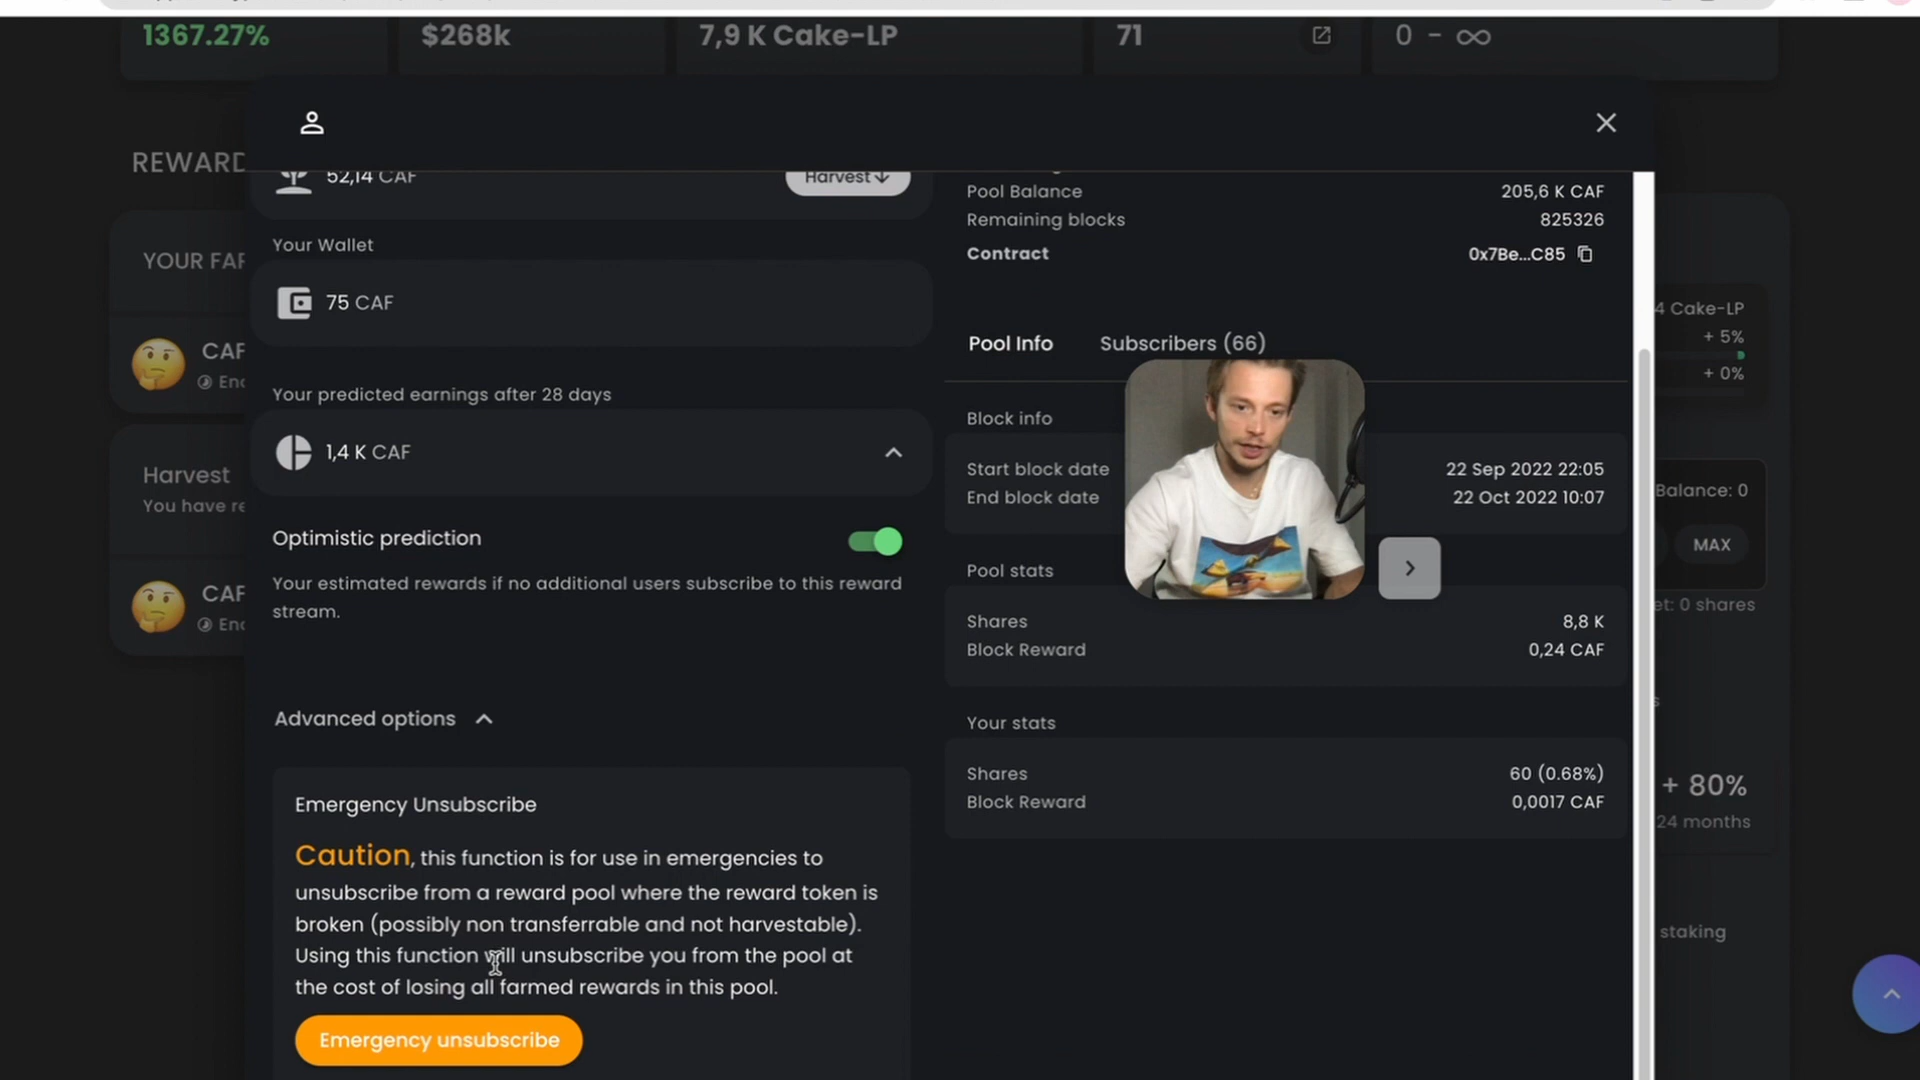 1367.27%
$268k
7,9 K Cake-LP
71
0 - ∞
REWARD
52,14 CAF
Harvest
Pool Balance 205,6 K CAF
Remaining blocks 825326
Contract 0x7Be...C85
Your Wallet
75 CAF
YOUR FAR
CAF
Pool Info Subscribers (66)
Your predicted earnings after 28 days
1,4 K CAF
Block info
Start block date 22 Sep 2022 22:05
End block date 22 Oct 2022 10:07
4 Cake-LP
+ 5%
+ 0%
Harvest
You have re
CAF
Optimistic prediction
Your estimated rewards if no additional users subscribe to this reward
stream.
Pool stats
Shares 8,8 K
Block Reward 0,24 CAF
Balance: 0
MAX
et: 0 shares
Advanced options
Your stats
Shares 60 (0.68%)
Block Reward 0,0017 CAF
+ 80%
24 months
staking
Emergency Unsubscribe
Caution, this function is for use in emergencies to
unsubscribe from a reward pool where the reward token is
broken (possibly non transferrable and not harvestable).
Using this function will unsubscribe you from the pool at
the cost of losing all farmed rewards in this pool.
Emergency unsubscribe